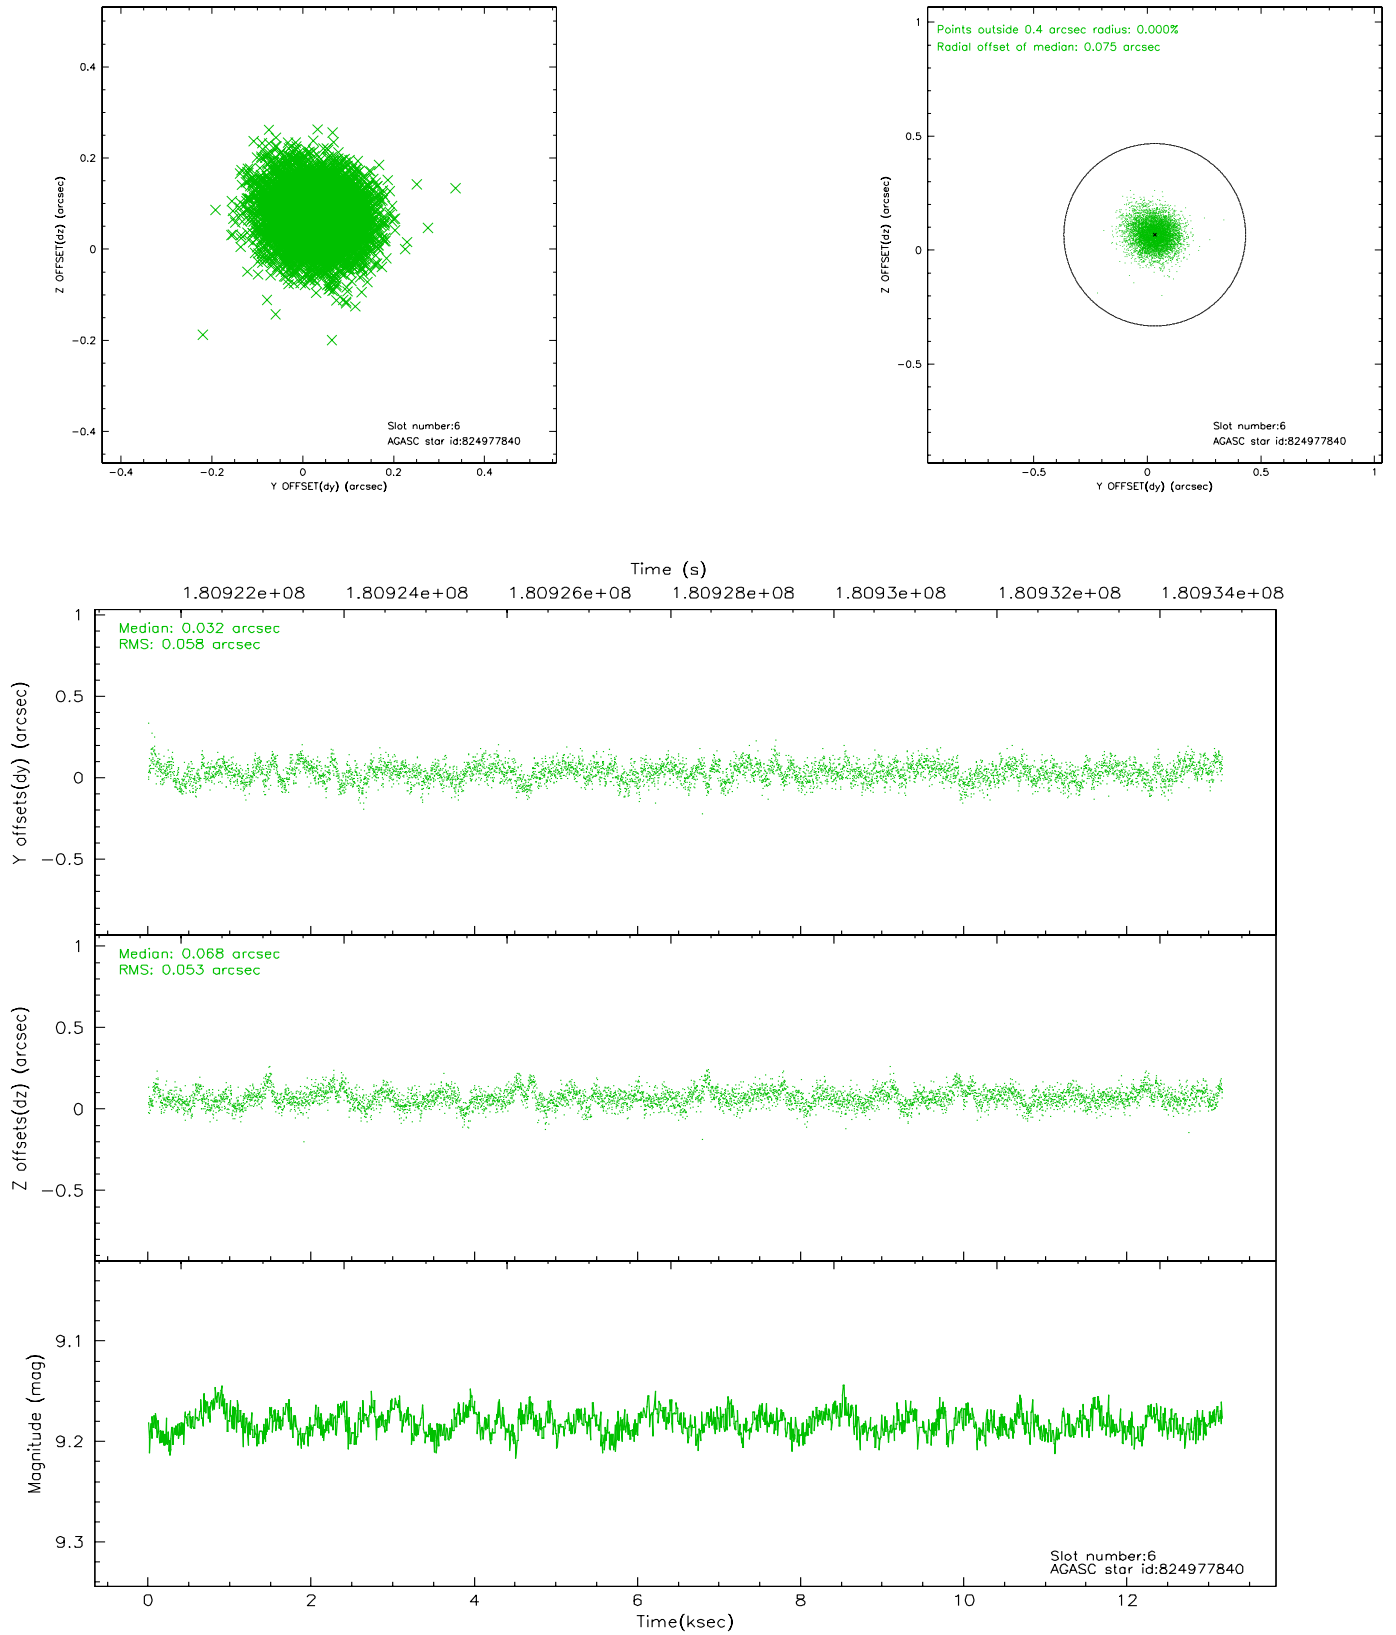 0.4
0.2
0
−0.2
−0.4
Z OFFSET(dz) (arcsec)
Slot number:6
AGASC star id:824977840
−0.4 −0.2 0 0.2 0.4
Y OFFSET(dy) (arcsec)
Points outside 0.4 arcsec radius: 0.000%
Radial offset of median: 0.075 arcsec
1
0.5
0
−0.5
Z OFFSET(dz) (arcsec)
Slot number:6
AGASC star id:824977840
−0.5 0 0.5 1
Y OFFSET(dy) (arcsec)
Time (s)
1.80922e+08 1.80924e+08 1.80926e+08 1.80928e+08 1.8093e+08 1.80932e+08 1.80934e+08
Median: 0.032 arcsec
RMS: 0.058 arcsec
1
0.5
0
−0.5
Y offsets(dy) (arcsec)
Median: 0.068 arcsec
RMS: 0.053 arcsec
1
0.5
0
−0.5
Z offsets(dz) (arcsec)
9.1
9.2
9.3
Magnitude (mag)
Slot number:6
AGASC star id:824977840
0 2 4 6 8 10 12
Time(ksec)